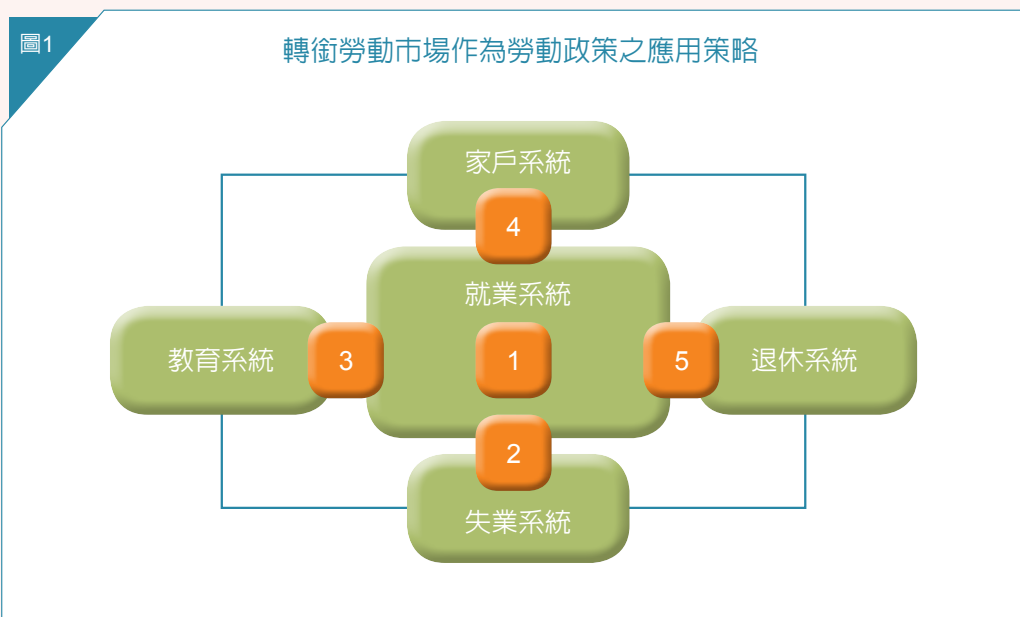 圖1
轉銜勞動市場作為勞動政策之應用策略
家戶系統
4
就業系統
教育系統
3
1
5
退休系統
2
失業系統